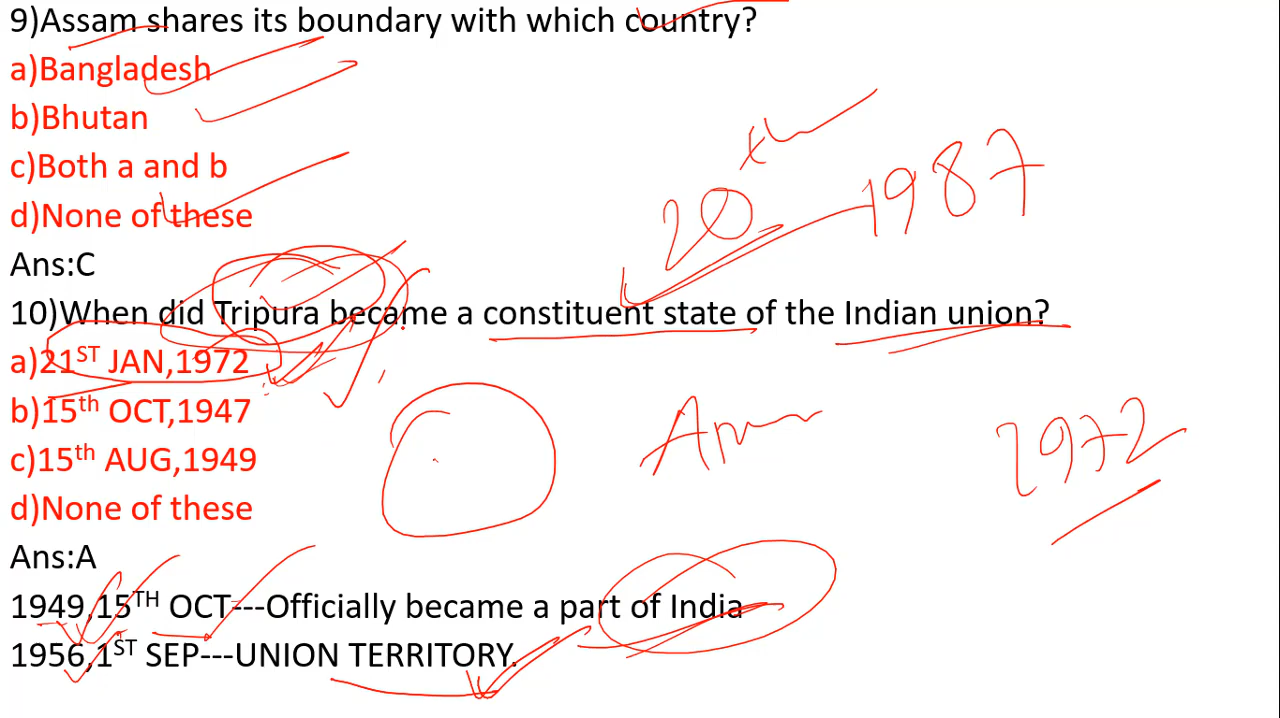 9)Assam shares its boundary with which country?
a)Bangladesh
b)Bhutan
c)Both a and b
d)None of these
Ans:C
20th 1987
10)When did Tripura became a constituent state of the Indian union?
a)21ST JAN,1972
b)15th OCT,1947
c)15th AUG,1949
1972
d)None of these
Ans:A
1949,15TH OCT---Officially became a part of India
1956,1ST SEP---UNION TERRITORY.